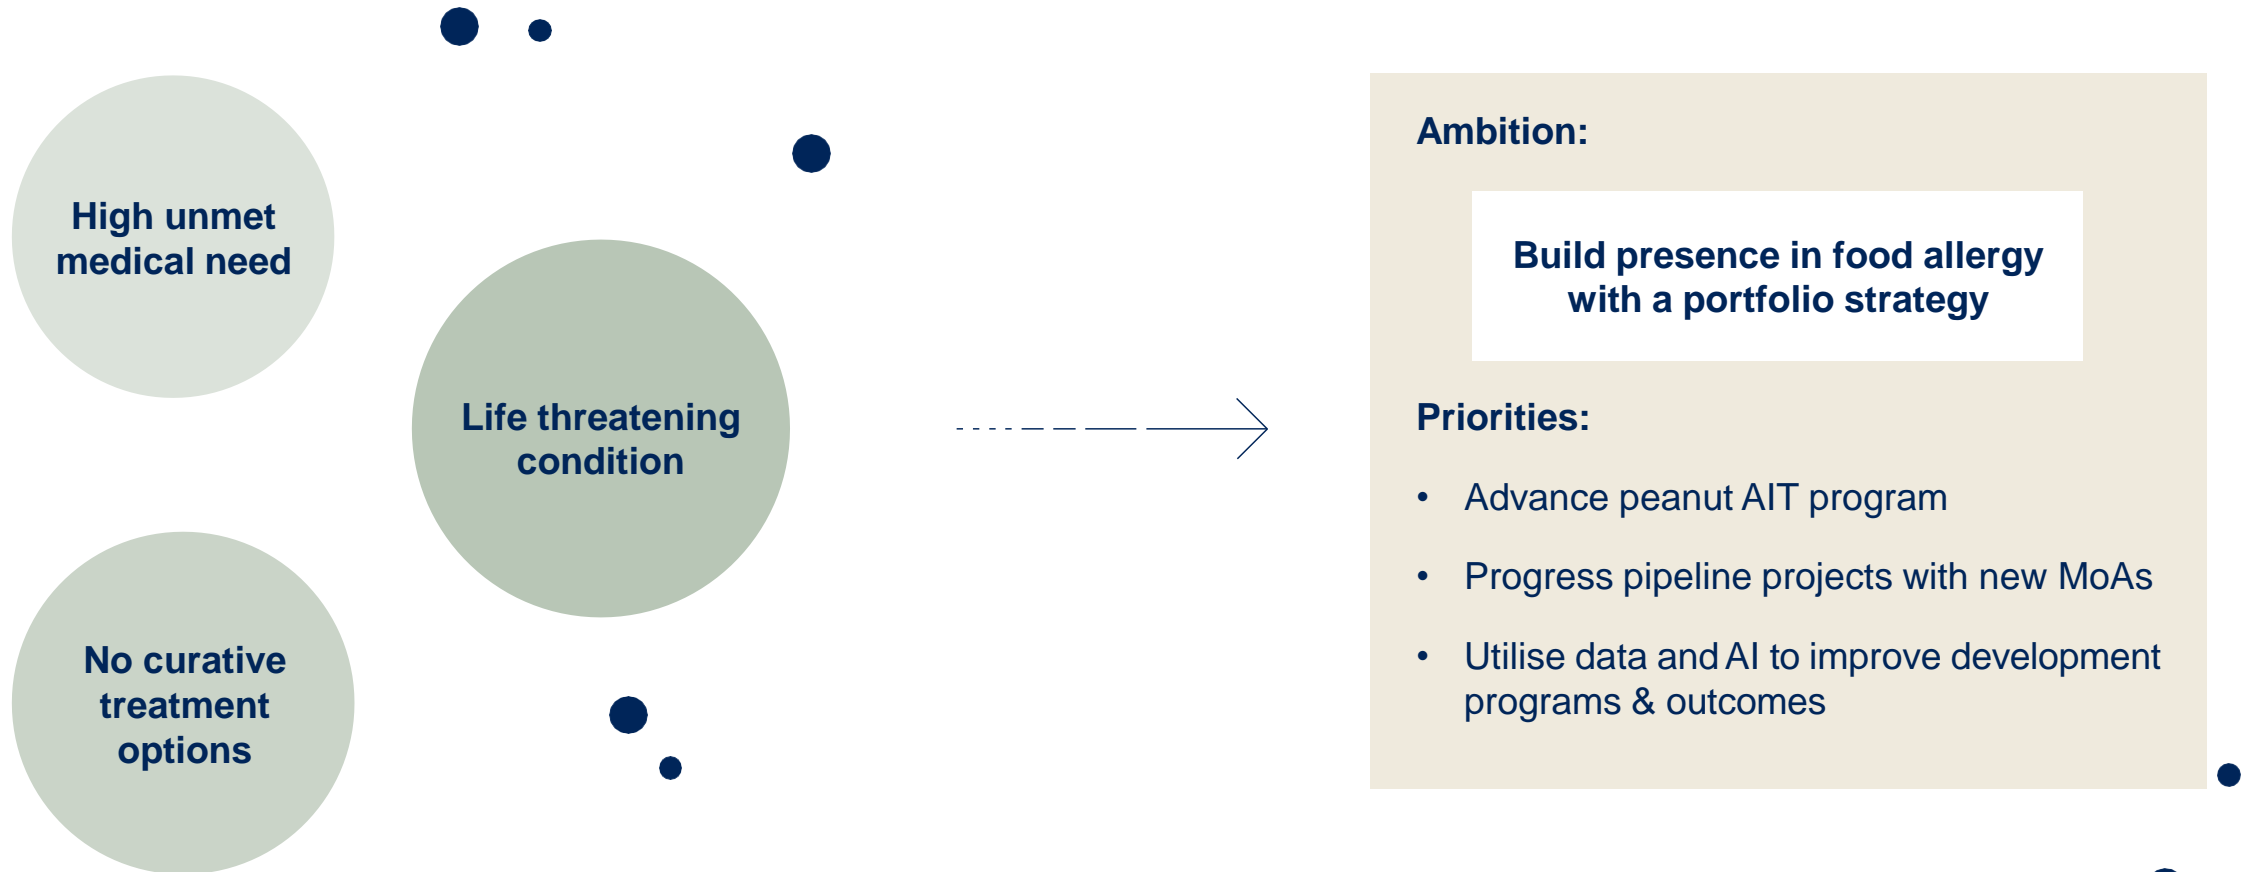 High unmet
medical need
Life threatening
condition
No curative
treatment
options
Ambition:
Build presence in food allergy
with a portfolio strategy
Priorities:
• Advance peanut AIT program
• Progress pipeline projects with new MoAs
• Utilise data and AI to improve development
programs & outcomes